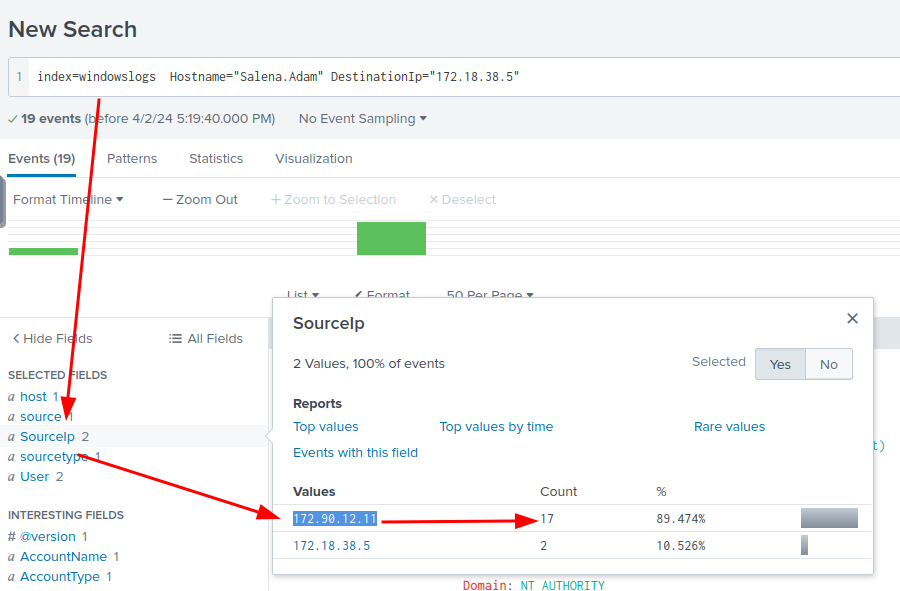 New Search
1 index=windowslogs Hostname="Salena.Adam" DestinationIp="172.18.38.5"
✓ 19 events (before 4/2/24 5:19:40.000 PM) No Event Sampling ▾
Events (19) Patterns Statistics Visualization
Format Timeline ▾ — Zoom Out + Zoom to Selection × Deselect
List ▾ Format 50 Per Page ▾
SourceIp ×
< Hide Fields All Fields
2 Values, 100% of events Selected Yes No
SELECTED FIELDS
a host 1
a source 1
a SourceIp 2
a sourcetype 1
a User 2
Reports
Top values Top values by time Rare values
Events with this field
t)
Values Count %
172.90.12.11 17 89.474%
172.18.38.5 2 10.526%
INTERESTING FIELDS
# @version 1
a AccountName 1
a AccountType 1
Domain: NT AUTHORITY